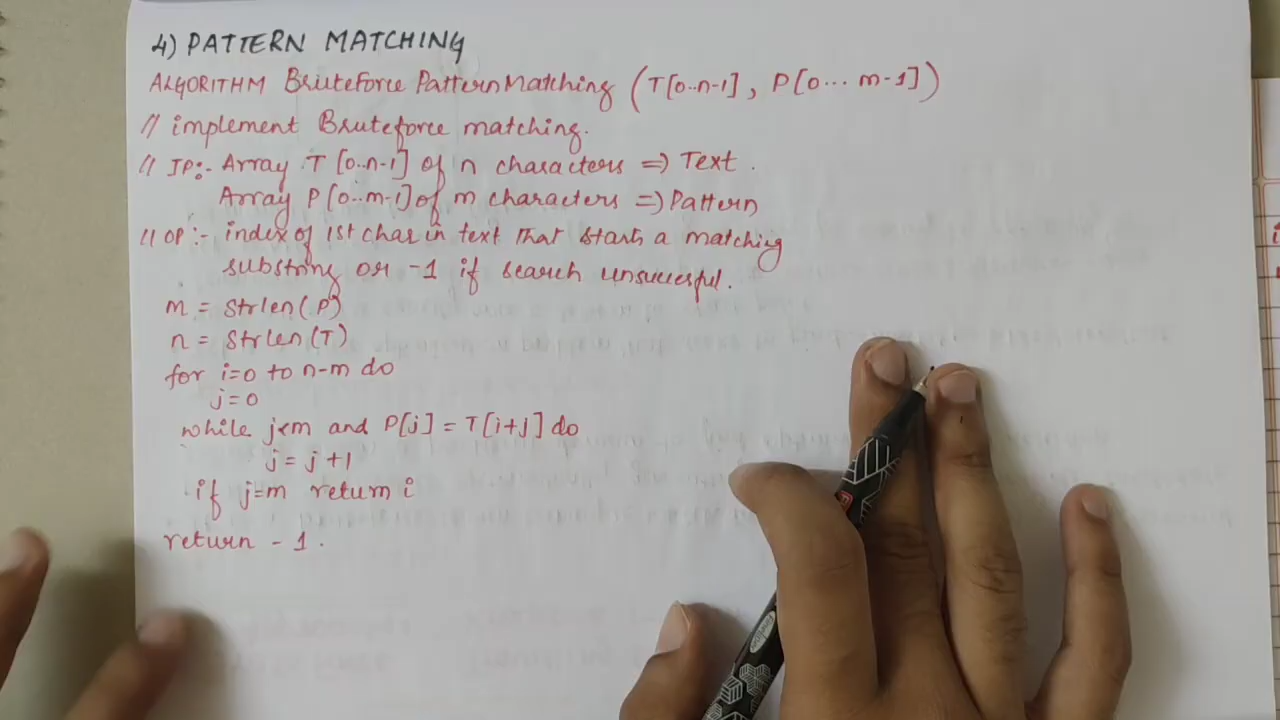 4) PATTERN MATCHING
ALGORITHM Bruteforce PatternMatching (T[0..n-1], P[0... m-1])
// implement Bruteforce matching.
// IP:- Array T [0..n-1] of n characters => Text.
Array P[0..m-1] of m characters => Pattern
// OP:- index of 1st char in text that starts a matching
substring or -1 if search unsuccesful.
m = Strlen(P)
n = Strlen(T)
for i=0 to n-m do
j=0
while j<m and P[j] = T[i+j] do
j = j+1
if j=m return i
return -1.